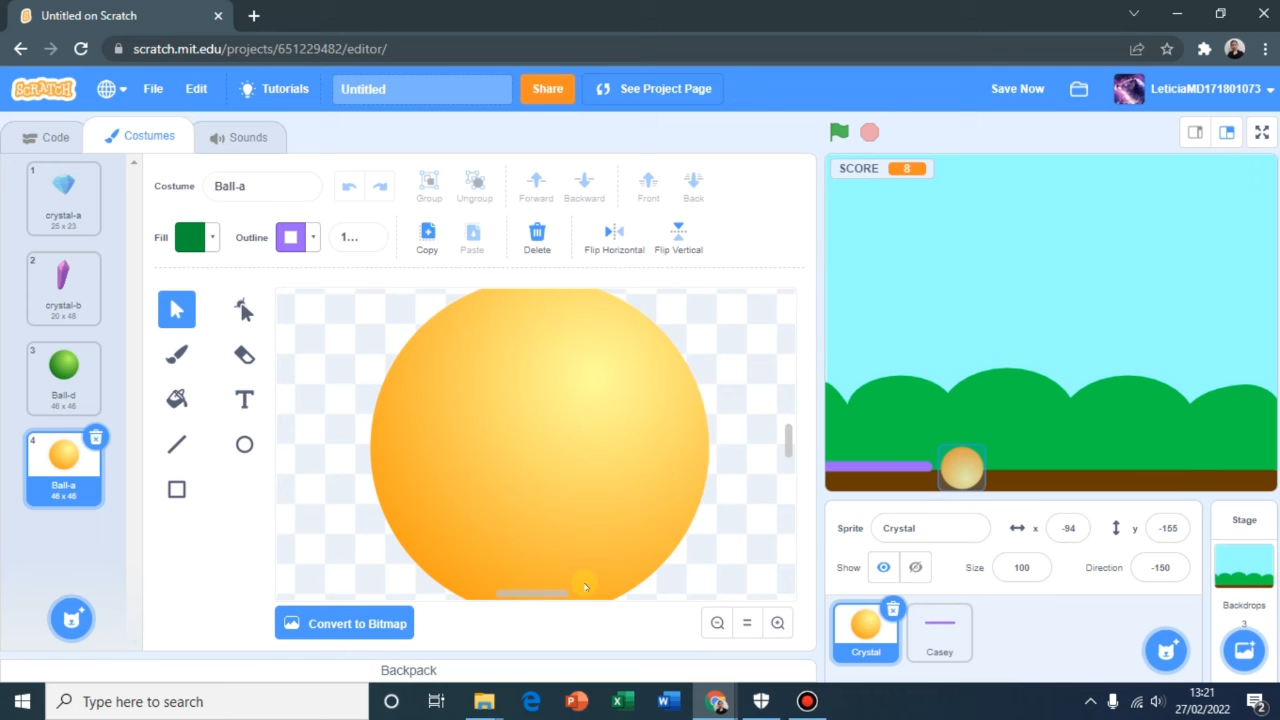 Untitled on Scratch
scratch.mit.edu/projects/651229482/editor/
SCRATCH
File
Edit
Tutorials
Untitled
Share
See Project Page
Save Now
LeticiaMD171801073
Code
Costumes
Sounds
1
crystal-a
25 x 23
2
crystal-b
20 x 48
3
Ball-d
46 x 46
4
Ball-a
46 x 46
Costume
Ball-a
Group
Ungroup
Forward
Backward
Front
Back
Fill
Outline
1...
Copy
Paste
Delete
Flip Horizontal
Flip Vertical
Convert to Bitmap
Backpack
SCORE 8
Sprite
Crystal
x
-94
y
-155
Show
Size
100
Direction
-150
Crystal
Casey
Stage
Backdrops
3
Type here to search
13:21
27/02/2022
2